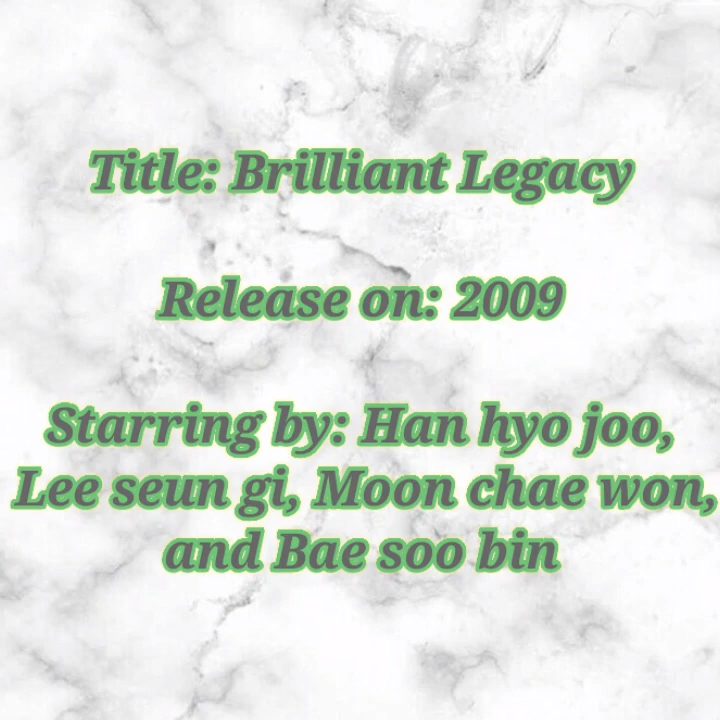 Title: Brilliant Legacy
Release on: 2009
Starring by: Han hyo joo,
Lee seun gi, Moon chae won,
and Bae soo bin